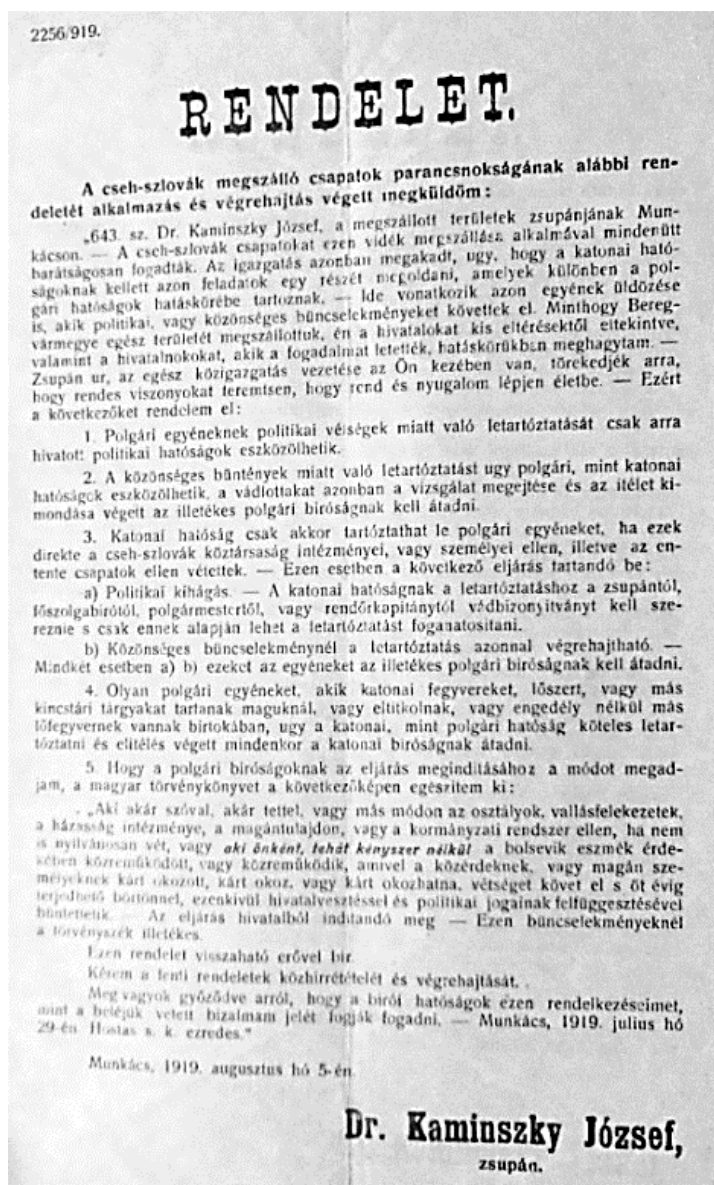 2256/919.
RENDELET.
A cseh-szlovák megszálló csapatok parancsnokságának alábbi ren-
deletét alkalmazás és végrehajtás végett megküldöm:
„643. sz. Dr. Kaminszky József, a megszállott területek zsupánjának Mun-
kácson. — A cseh-szlovák csapatokat ezen vidék megszállása alkalmával mindenütt
barátságosan fogadták. Az igazgatás azonban megakadt, ugy, hogy a katonai ható-
ságoknak kellett azon feladatok egy részét megoldani, amelyek különben a pol-
gári hatóságok hatáskörébe tartoznak. — Ide vonatkozik azon egyének üldözése
is, akik politikai, vagy közönséges büncselekményeket követtek el. Minthogy Bereg-
vármegye egész területét megszállottuk, én a hivatalokat kis eltérésektől eltekintve,
valamint a hivatalnokokat, akik a fogadalmat letették, hatáskörükben meghagytam. —
Zsupán ur, az egész közigazgatás vezetése az Ön kezében van, törekedjék arra,
hogy rendes viszonyokat teremtsen, hogy rend és nyugalom lépjen életbe. — Ezért
a következőket rendelem el:
1. Polgári egyéneknek politikai vétségek miatt való letartóztatását csak arra
hivatott politikai hatóságok eszközölhetik.
2. A közönséges büntények miatt való letartóztatást ugy polgári, mint katonai
hatóságok eszközölhetik, a vádlottakat azonban a vizsgálat megejtése és az itélet ki-
mondása végett az illetékes polgári biróságnak kell átadni.
3. Katonai hatóság csak akkor tartóztathat le polgári egyéneket, ha ezek
direkte a cseh-szlovák köztársaság intézményei, vagy személyei ellen, illetve az en-
tente csapatok ellen vétettek. — Ezen esetben a következő eljárás tartandó be:
a) Politikai kihágás. — A katonai hatóságnak a letartóztatáshoz a zsupántól,
főszolgabirótól, polgármestertől, vagy rendőrkapitánytól vádbizonyitványt kell sze-
reznie s csak ennek alapján lehet a letartóztatást foganatositani.
b) Közönséges büncselekménynél a letartóztatás azonnal végrehajtható. —
Mindkét esetben a) b) ezeket az egyéneket az illetékes polgári biróságnak kell átadni.
4. Olyan polgári egyéneket, akik katonai fegyvereket, lőszert, vagy más
kincstári tárgyakat tartanak maguknál, vagy eltitkolnak, vagy engedély nélkül más
lőfegyvernek vannak birtokában, ugy a katonai, mint polgári hatóság köteles letar-
tóztatni és elitélés végett mindenkor a katonai biróságnak átadni.
5. Hogy a polgári biróságoknak az eljárás meginditásához a módot megad-
jam, a magyar törvénykönyvet a következőképen egészitem ki:
„Aki akár szóval, akár tettel, vagy más módon az osztályok, vallásfelekezetek,
a házasság intézménye, a magántulajdon, vagy a kormányzati rendszer ellen, ha nem
is nyilvánosan vét, vagy aki önként, tehát kényszer nélkül a bolsevik eszmék érde-
kében közremüködött, vagy közremüködik, amivel a közérdeknek, vagy magán sze-
mélyeknek kárt okozott, kárt okoz, vagy kárt okozhatna, vétséget követ el s öt évig
terjedhető börtönnel, ezenkivül hivatalvesztéssel és politikai jogainak felfüggesztésével
büntettetik. — Az eljárás hivatalból inditandó meg — Ezen büncselekményeknél
a törvényszék illetékes.
Ezen rendelet visszaható erővel bir.
Kérem a fenti rendeletek közhirrétételét és végrehajtását.
Meg vagyok győződve arról, hogy a birói hatóságok ezen rendelkezéseimet,
mint a beléjük vetett bizalmam jelét fogják fogadni. — Munkács, 1919. julius hó
29-én. Hostas s. k. ezredes."
Munkács, 1919. augusztus hó 5-én
Dr. Kaminszky József,
zsupán.